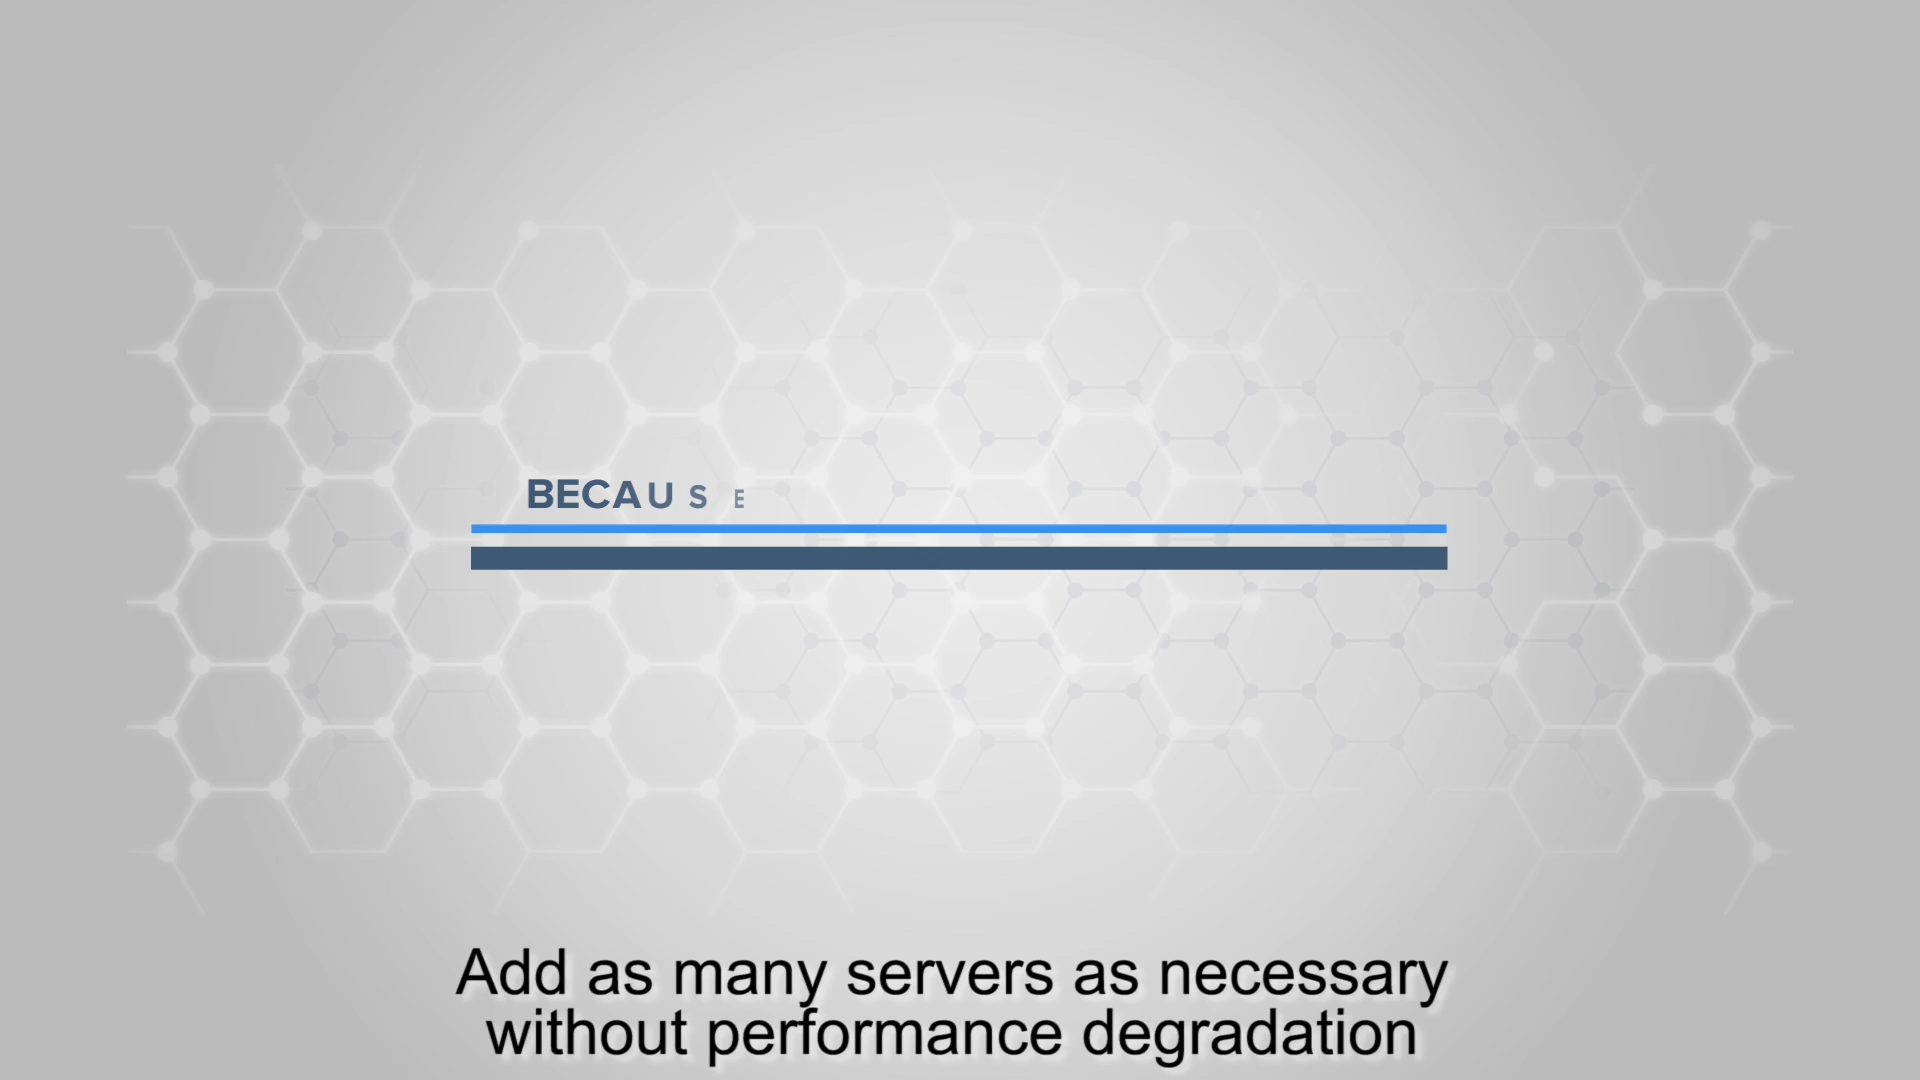 BECAUSE
Add as many servers as necessary
without performance degradation